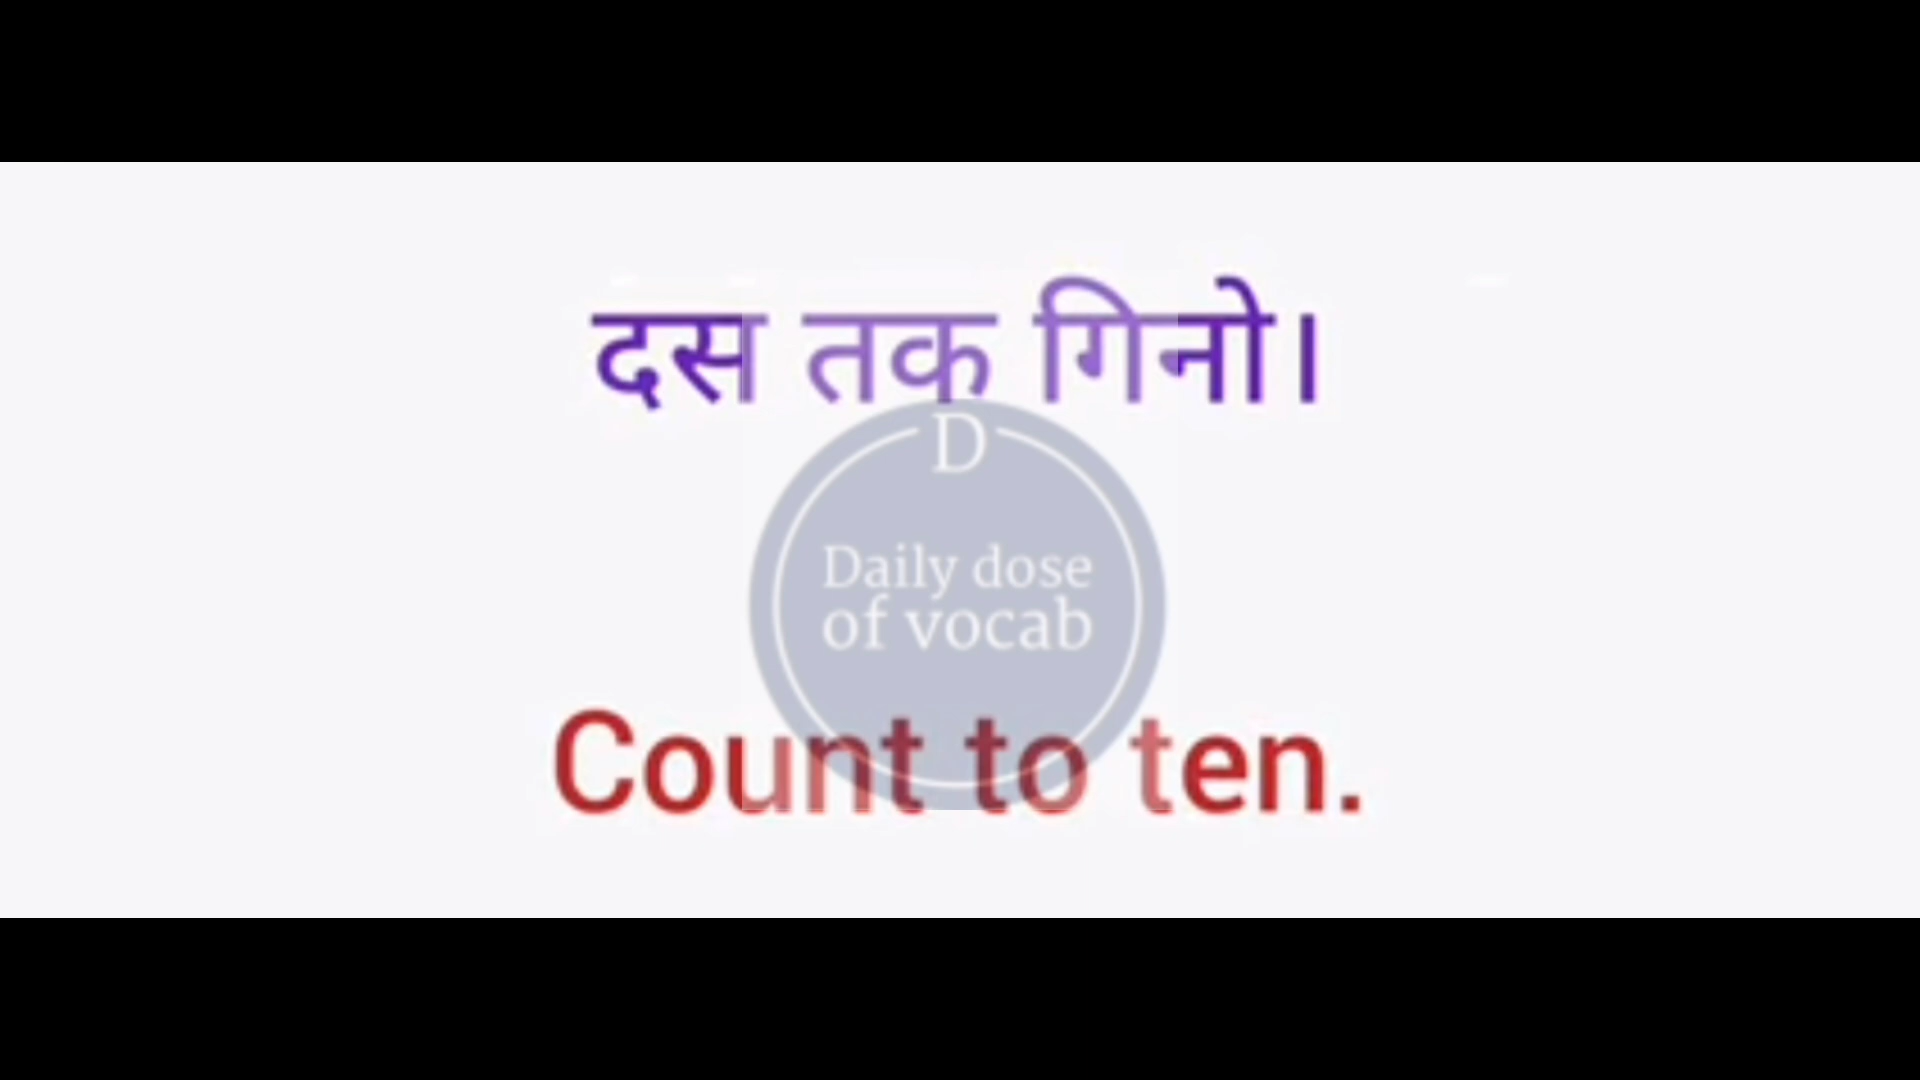 दस तक गिनो।
D
Daily dose
of vocab
Count to ten.